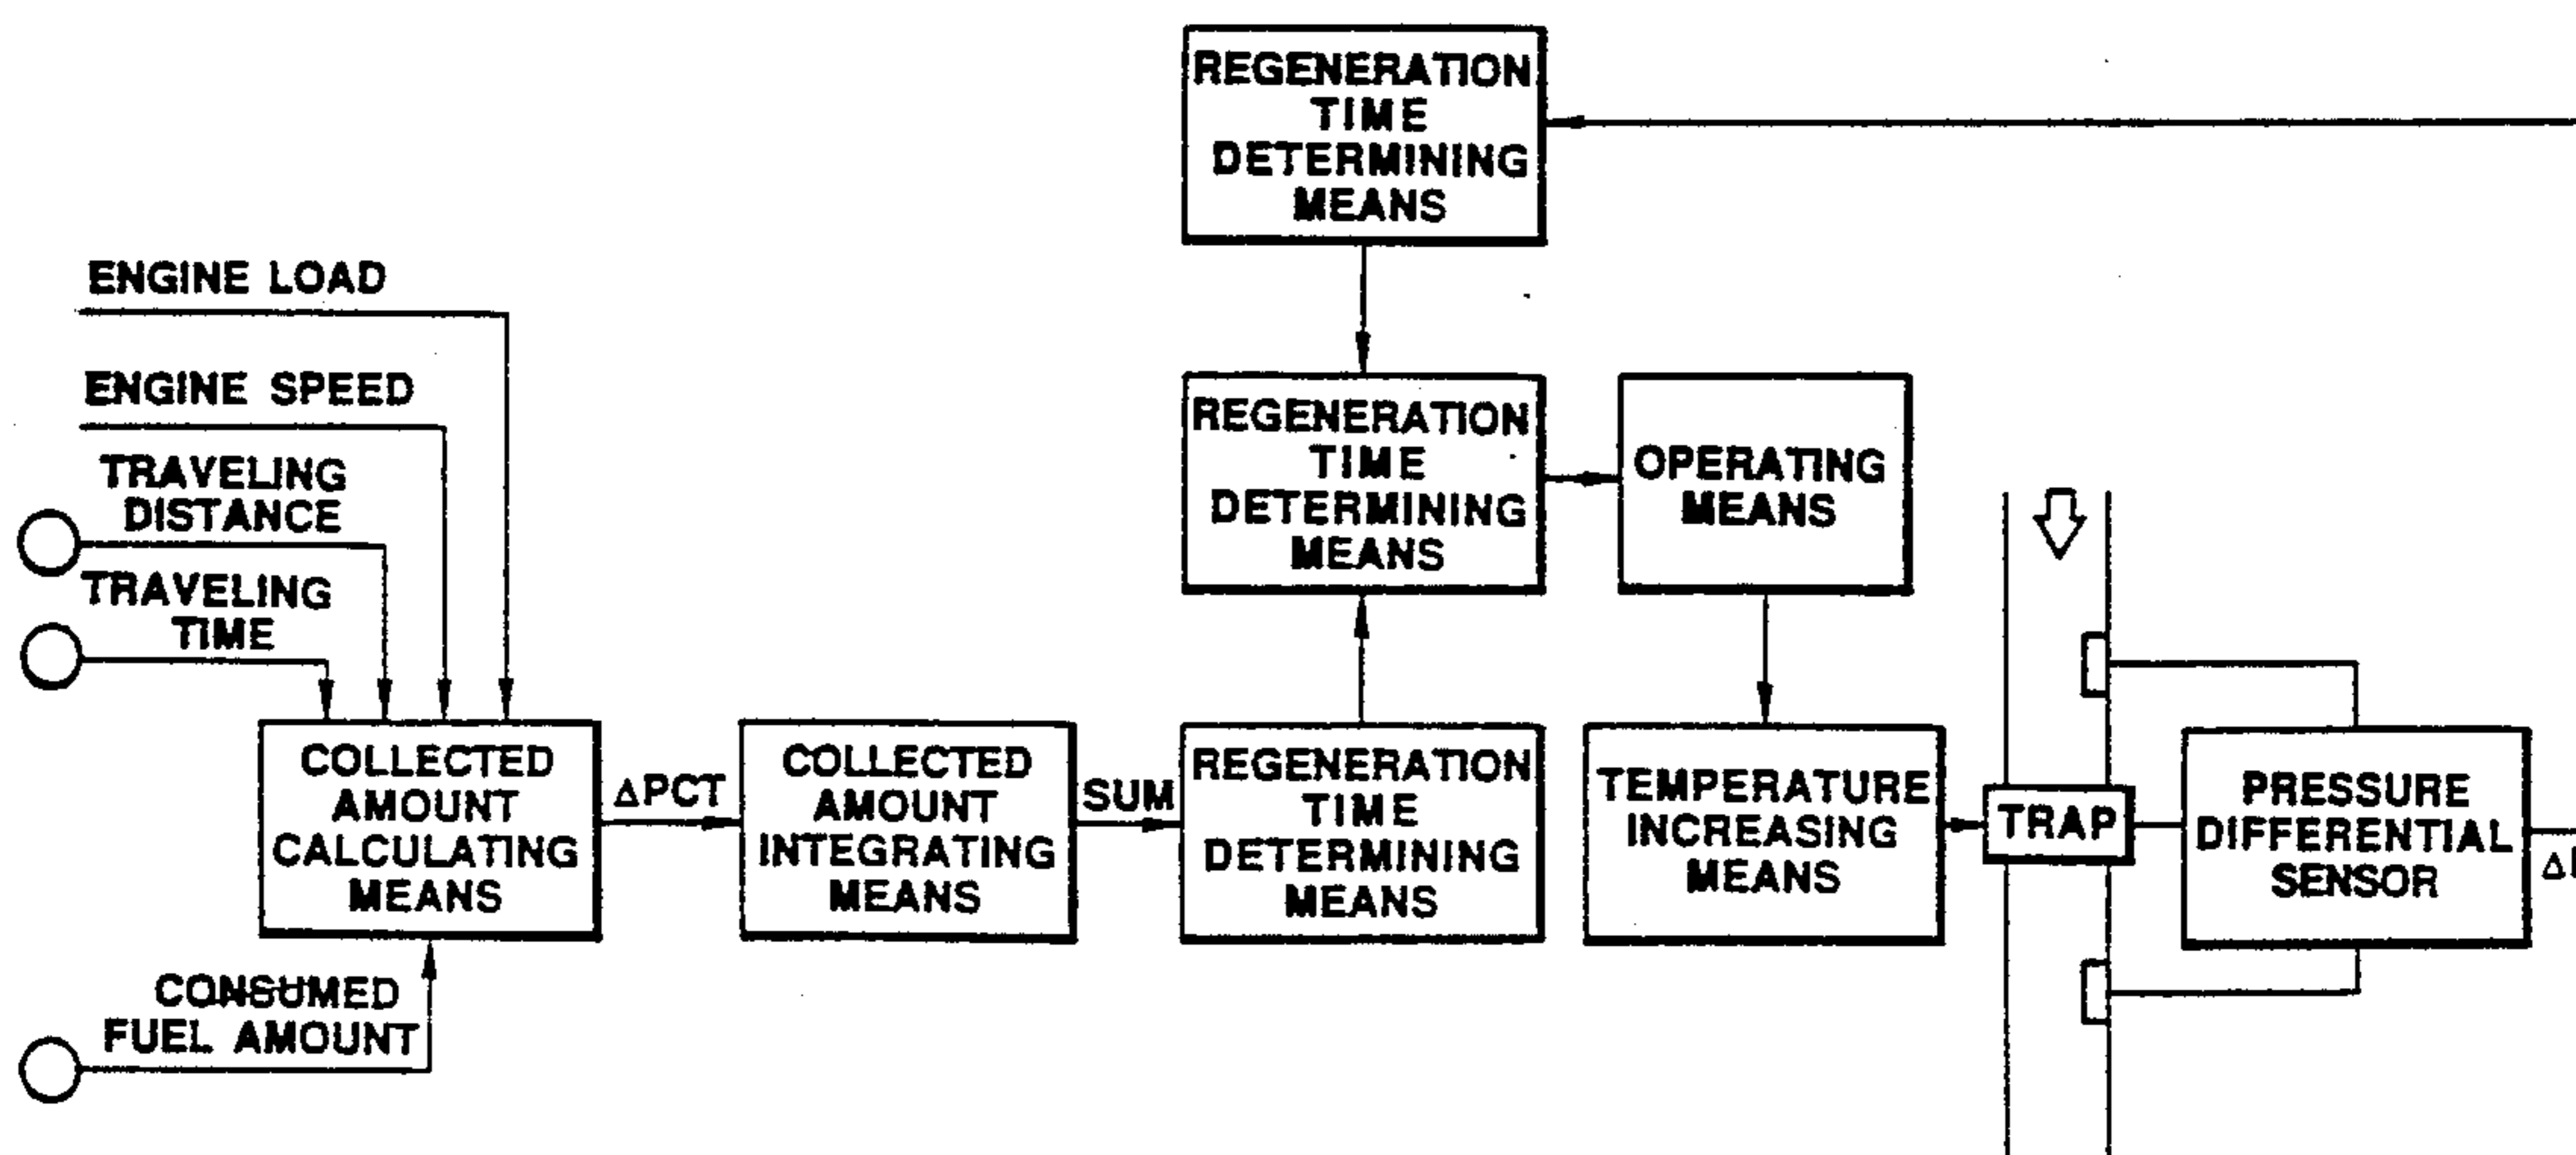 REGENERATION
TIME
DETERMINING
MEANS
ENGINE LOAD
ENGINE SPEED
TRAVELING
DISTANCE
TRAVELING
TIME
REGENERATION
TIME
DETERMINING
MEANS
OPERATING
MEANS
COLLECTED
AMOUNT
CALCULATING
MEANS
ΔPCT
COLLECTED
AMOUNT
INTEGRATING
MEANS
SUM
REGENERATION
TIME
DETERMINING
MEANS
TEMPERATURE
INCREASING
MEANS
TRAP
PRESSURE
DIFFERENTIAL
SENSOR
CONSUMED
FUEL AMOUNT